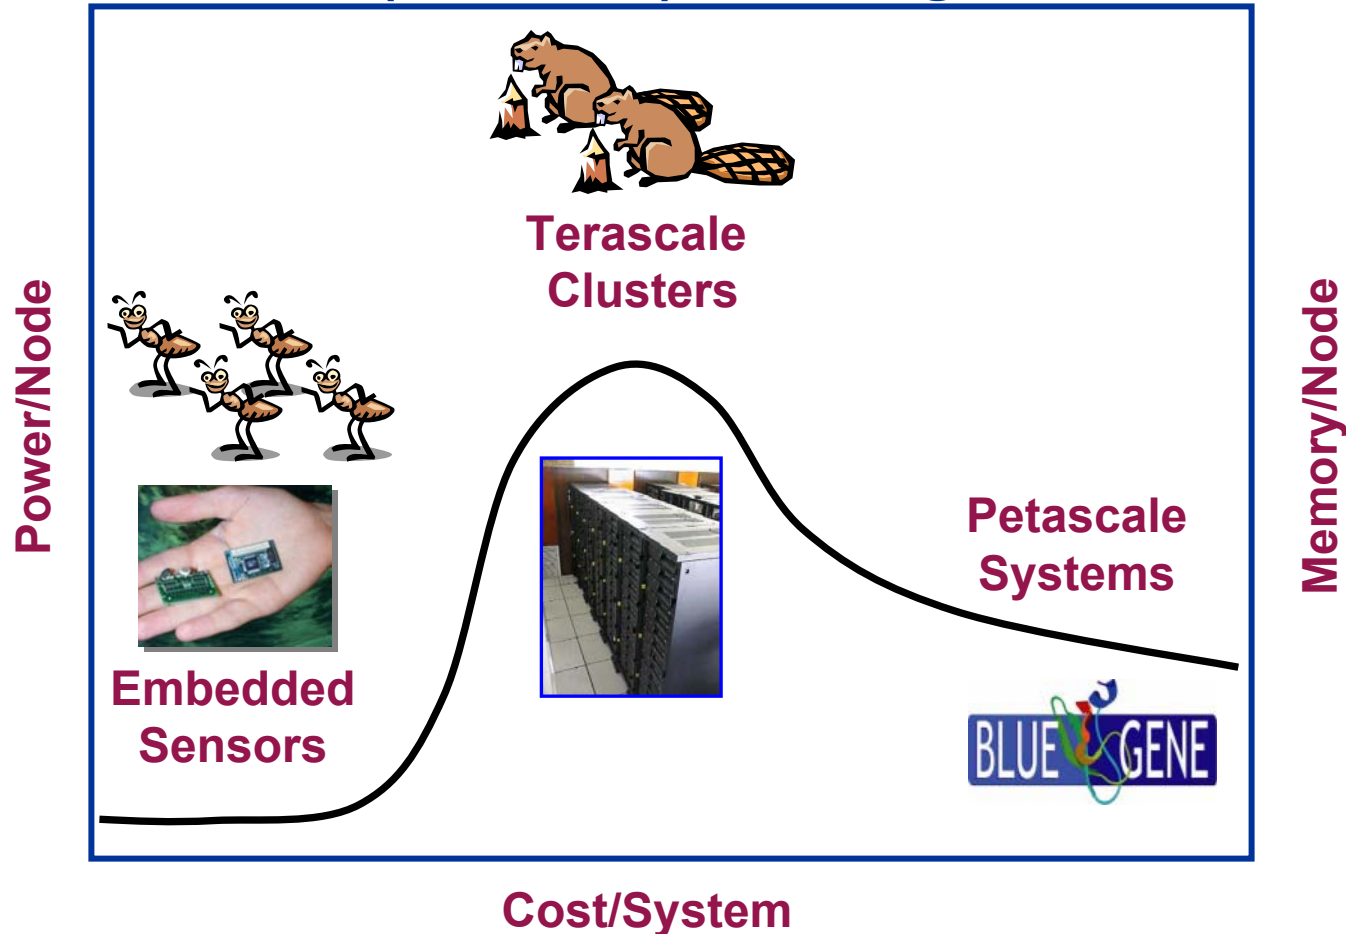 Terascale
Clusters
Power/Node
Memory/Node
Petascale
Systems
Embedded
Sensors
BLUE GENE
Cost/System